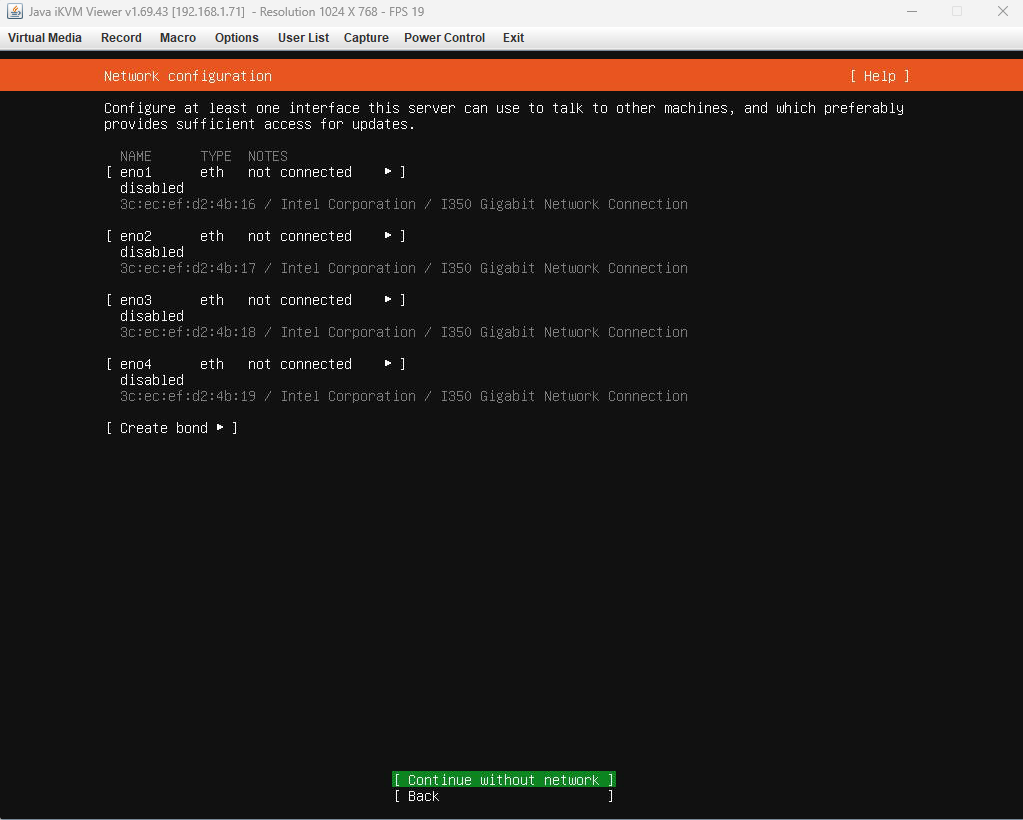 Java iKVM Viewer v1.69.43 [192.168.1.71] - Resolution 1024 X 768 - FPS 19
Virtual Media Record Macro Options User List Capture Power Control Exit
Network configuration [ Help ]
Configure at least one interface this server can use to talk to other machines, and which preferably
provides sufficient access for updates.
NAME TYPE NOTES
[ eno1 eth not connected ▸ ]
disabled
3c:ec:ef:d2:4b:16 / Intel Corporation / I350 Gigabit Network Connection
[ eno2 eth not connected ▸ ]
disabled
3c:ec:ef:d2:4b:17 / Intel Corporation / I350 Gigabit Network Connection
[ eno3 eth not connected ▸ ]
disabled
3c:ec:ef:d2:4b:18 / Intel Corporation / I350 Gigabit Network Connection
[ eno4 eth not connected ▸ ]
disabled
3c:ec:ef:d2:4b:19 / Intel Corporation / I350 Gigabit Network Connection
[ Create bond ▸ ]
[ Continue without network ]
[ Back ]